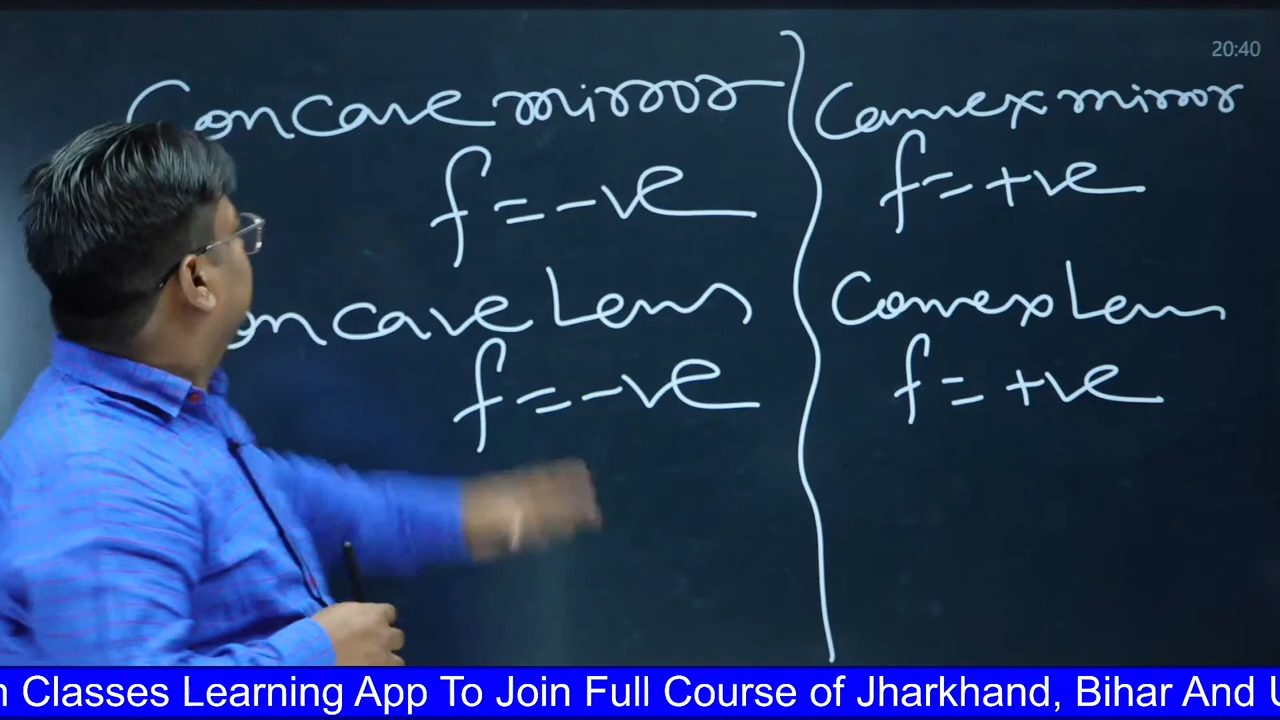 20:40
Concave mirror
f = -ve
oncave Lens
f = -ve
Convex mirror
f = +ve
Convex Lens
f = +ve
n Classes Learning App To Join Full Course of Jharkhand, Bihar And U